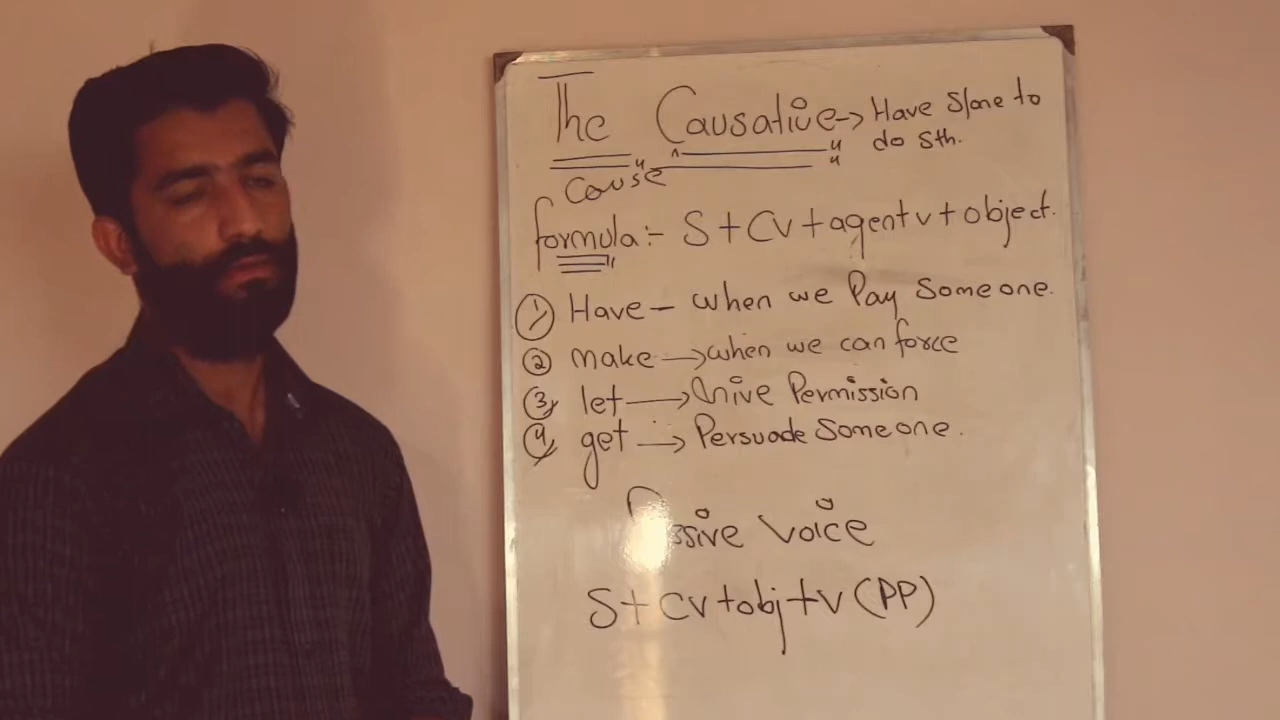 The Causative -> Have S/one to
do Sth.
Cause
formula:- S + Cv + agent v + object.
1 Have - when we Pay Someone.
2 make -> when we can force
3 let -> Give Permission
4 get -> Persuade Someone.
Passive Voice
S + cv + obj + v (PP)